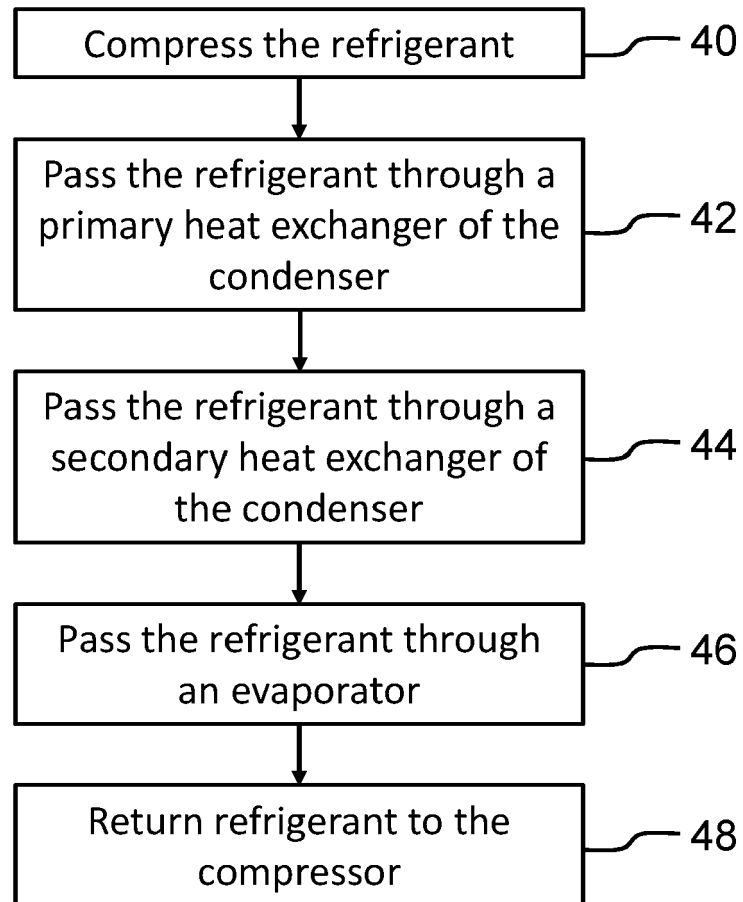 Compress the refrigerant
40
Pass the refrigerant through a
primary heat exchanger of the
condenser
42
Pass the refrigerant through a
secondary heat exchanger of
the condenser
44
Pass the refrigerant through
an evaporator
46
Return refrigerant to the
compressor
48